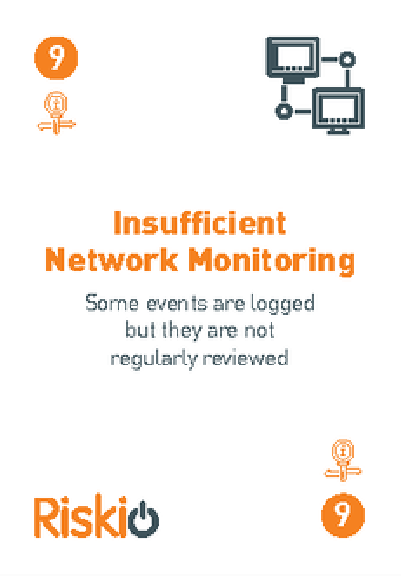 9
Insufficient
Network Monitoring
Some events are logged
but they are not
regularly reviewed
Riskio
9